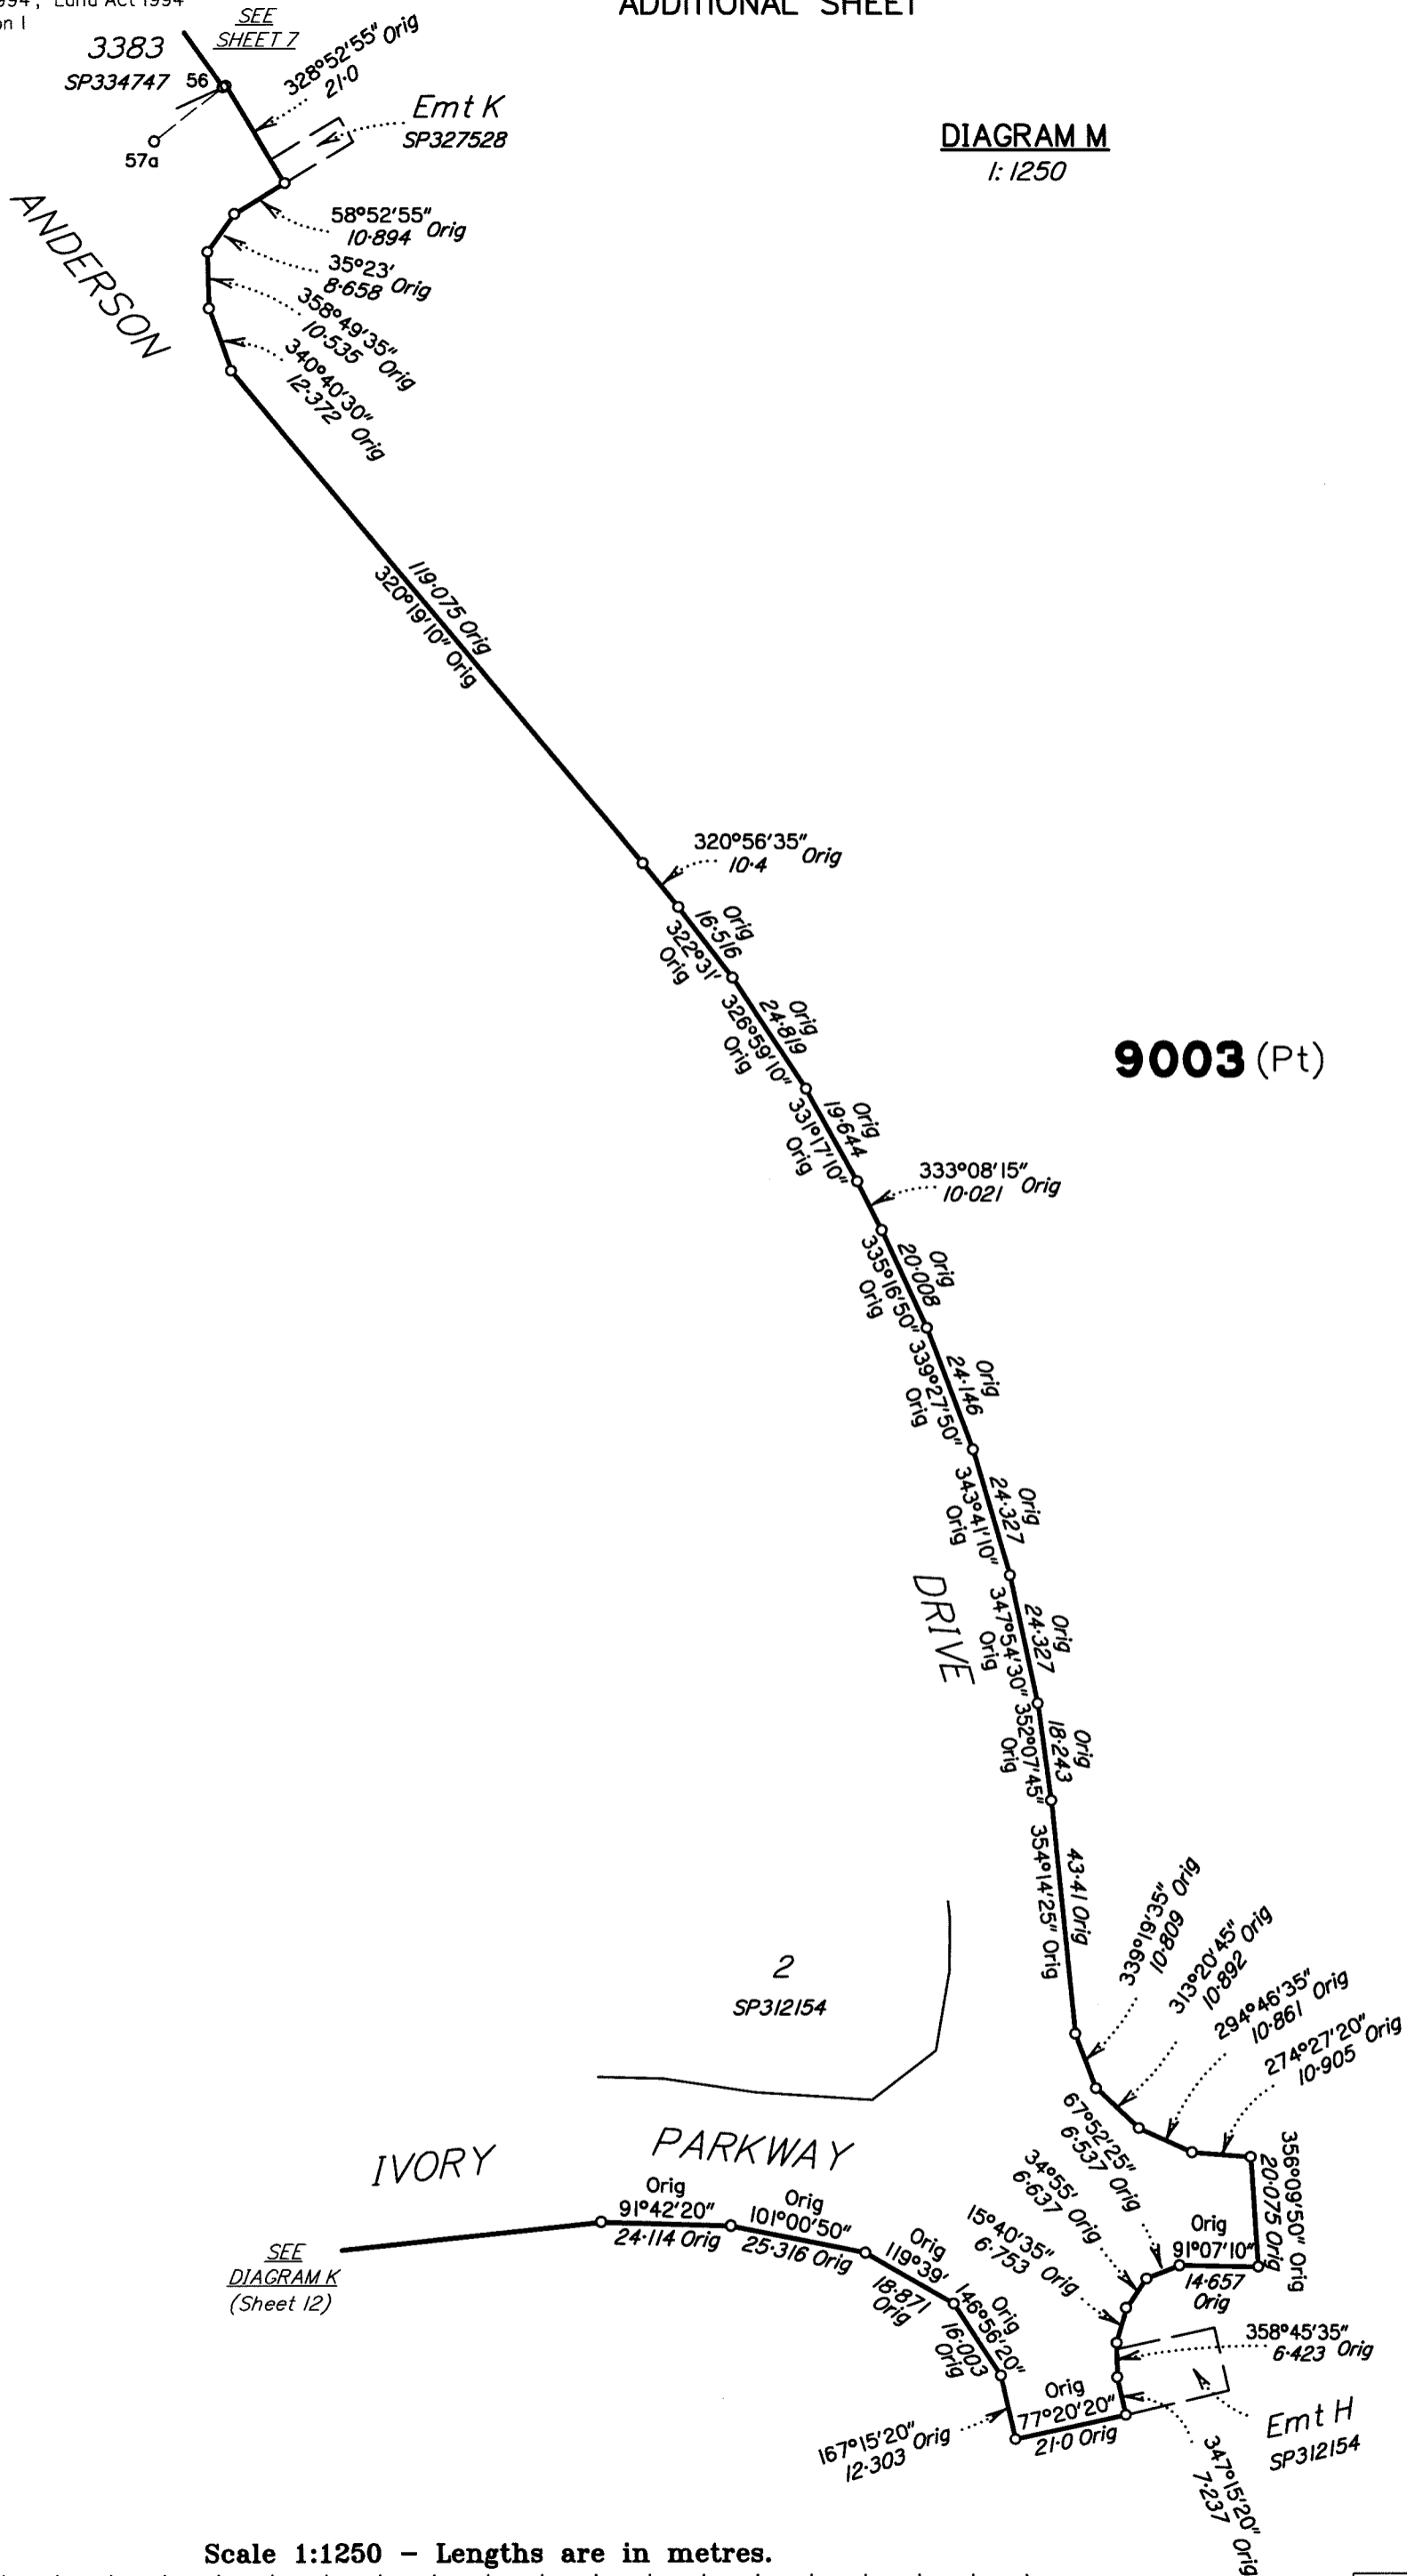 ADDITIONAL SHEET
SEE
SHEET 7
3383
SP334747
56
57a
328°52'55" Orig
21·0
Emt K
SP327528
DIAGRAM M
1:1250
ANDERSON
58°52'55" Orig
10·894
35°23' Orig
8·658
358°49'35" Orig
10·535
340°40'30" Orig
12·372
119·075 Orig
320°19'10" Orig
320°56'35" Orig
10·4
Orig
16·516
322°31'
Orig
Orig
24·819
326°59'10"
Orig
9003 (Pt)
Orig
19·644
331°17'10"
Orig
333°08'15" Orig
10·021
Orig
20·008
335°16'50"
Orig
Orig
24·146
339°27'50"
Orig
Orig
24·327
343°41'10"
Orig
DRIVE
Orig
24·327
347°54'30"
Orig
Orig
18·243
352°07'45"
Orig
43·41 Orig
354°14'25" Orig
339°19'35" Orig
10·809
313°20'45" Orig
10·892
294°46'35" Orig
10·861
274°27'20" Orig
10·905
2
SP312154
67°52'25" Orig
6·537
34°55' Orig
6·637
15°40'35" Orig
6·753
356°09'50" Orig
20·075 Orig
Orig
91°07'10"
14·657
Orig
IVORY PARKWAY
Orig
91°42'20"
24·114 Orig
Orig
101°00'50"
25·316 Orig
Orig
119°39'
18·871
Orig
Orig
146°56'20"
16·003
Orig
SEE
DIAGRAM K
(Sheet 12)
358°45'35"
6·423 Orig
Orig
77°20'20"
21·0 Orig
167°15'20" Orig
12·303
Emt H
SP312154
347°15'20" Orig
7·237
Scale 1:1250 – Lengths are in metres.